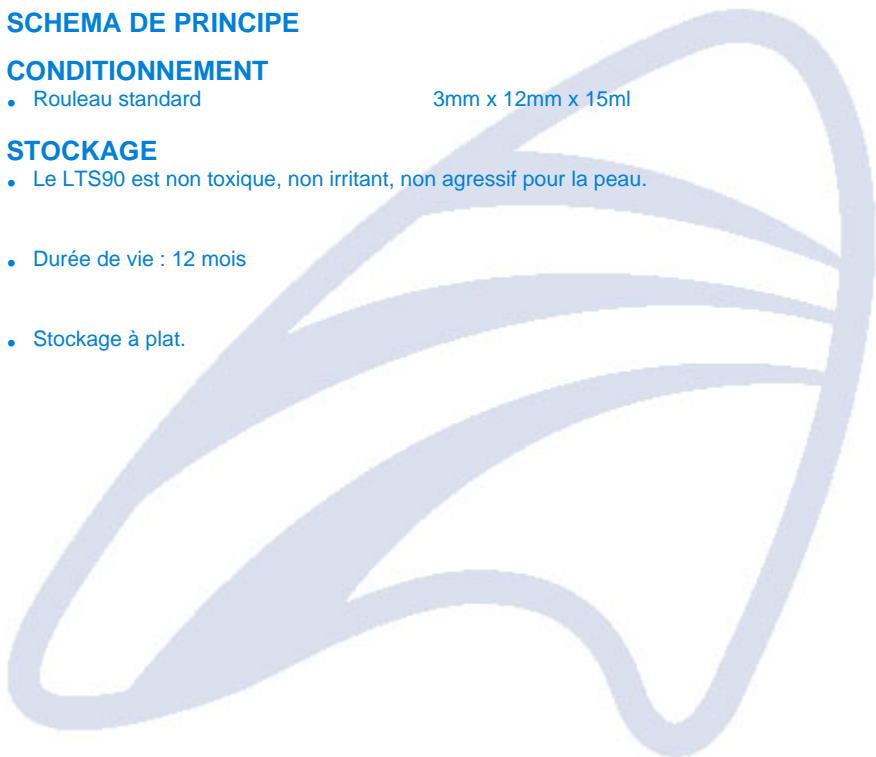 SCHEMA DE PRINCIPE
CONDITIONNEMENT
• Rouleau standard 3mm x 12mm x 15ml
STOCKAGE
• Le LTS90 est non toxique, non irritant, non agressif pour la peau.
• Durée de vie : 12 mois
• Stockage à plat.